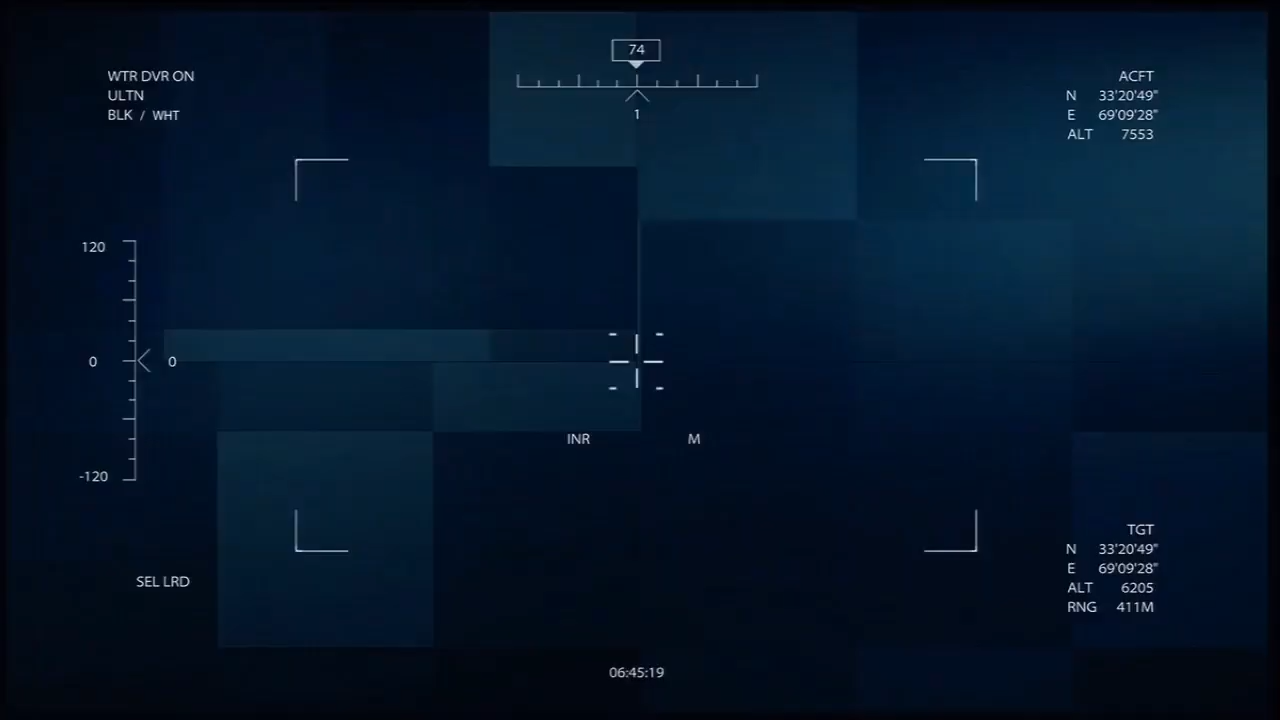 74
1
WTR DVR ON
ULTN
BLK / WHT
ACFT
N 33'20'49"
E 69'09'28"
ALT 7553
120
0
0
-120
INR M
SEL LRD
TGT
N 33'20'49"
E 69'09'28"
ALT 6205
RNG 411M
06:45:19